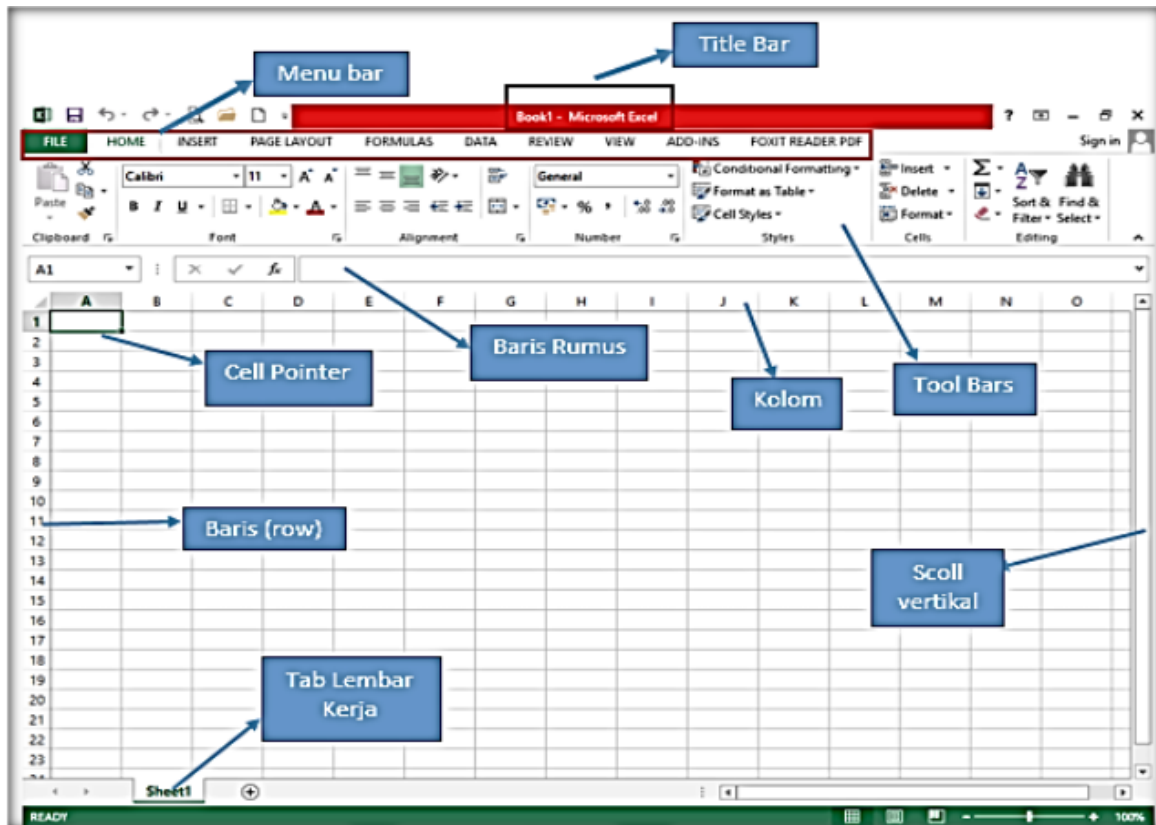 Title Bar
Menu bar
Book1 - Microsoft Excel
?
FILE HOME INSERT PAGE LAYOUT FORMULAS DATA REVIEW VIEW ADD-INS FOXIT READER PDF Sign in
Calibri 11 A A General Conditional Formatting Insert Σ A Z
Paste Format as Table Delete
B I U A % , Cell Styles Format Sort & Find &
Filter Select
Clipboard Font Alignment Number Styles Cells Editing
A1 fx
A B C D E F G H I J K L M N O
1
2
Baris Rumus
3
Cell Pointer
Tool Bars
4
Kolom
5
6
7
8
9
10
11
Baris (row)
12
13
Scoll
14
vertikal
15
16
17
18
19
Tab Lembar
20
Kerja
21
22
23
24
Sheet1
READY 100%